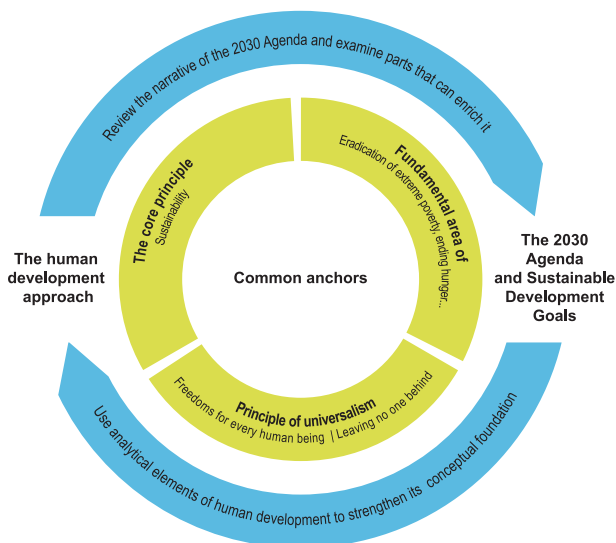 Review the narrative of the 2030 Agenda and examine parts that can enrich it
The core principle
Sustainability
Fundamental area of
Eradication of extreme poverty, ending hunger...
The human
development
approach
Common anchors
The 2030
Agenda
and Sustainable
Development
Goals
Principle of universalism
Freedoms for every human being | Leaving no one behind
Use analytical elements of human development to strengthen its conceptual foundation